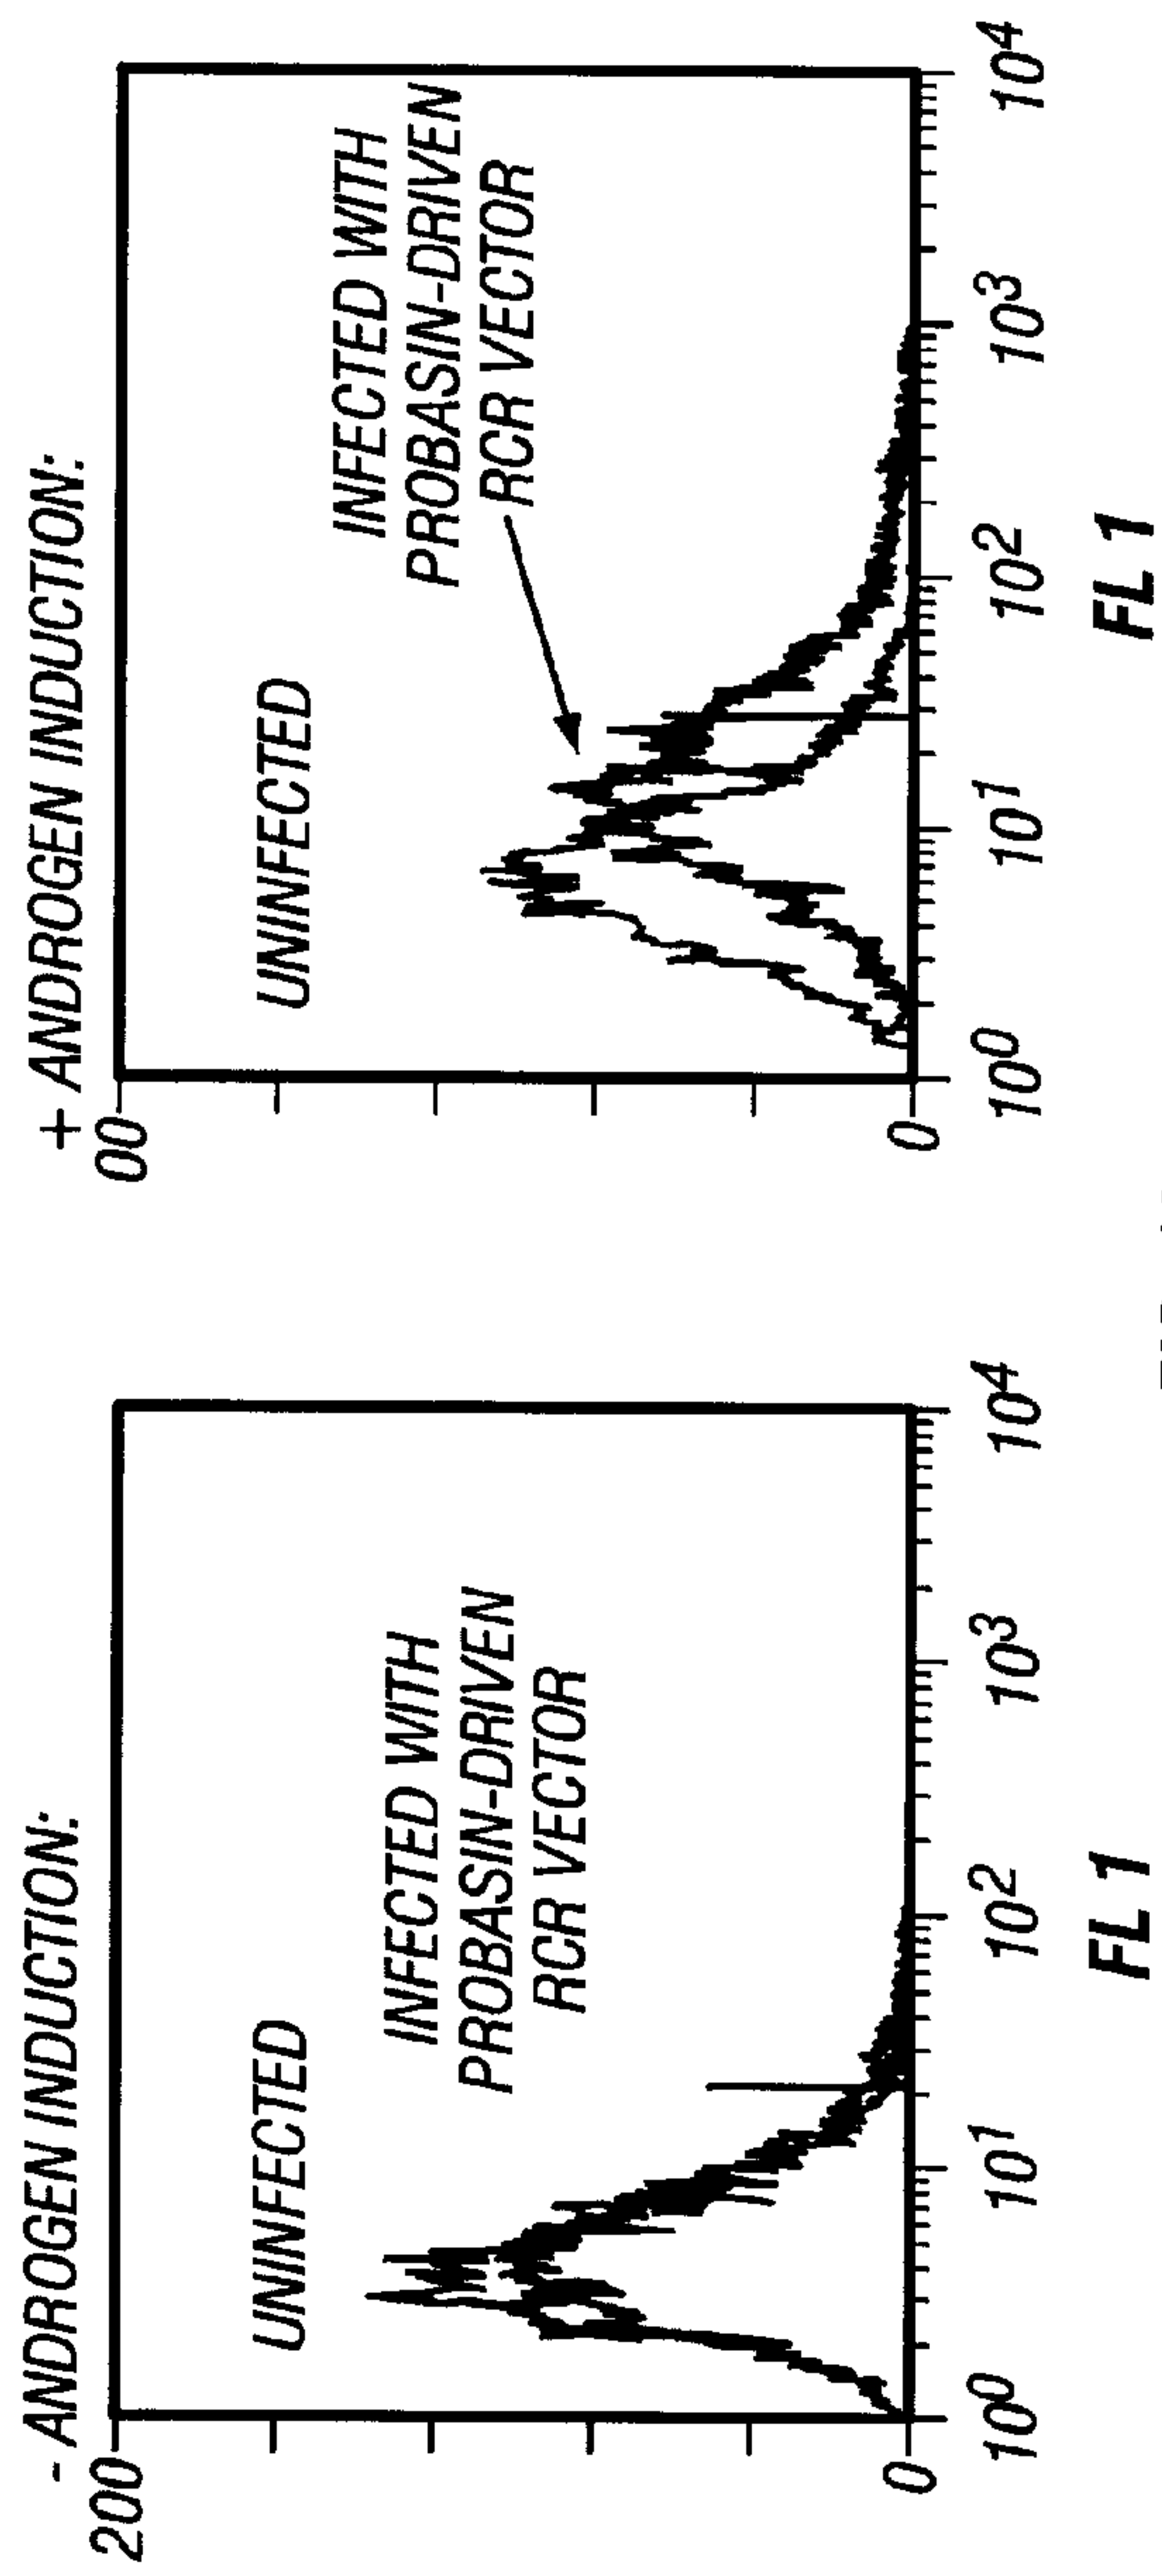 - ANDROGEN INDUCTION:
200
UNINFECTED
INFECTED WITH
PROBASIN-DRIVEN
RCR VECTOR
0
10⁰ 10¹ 10² 10³ 10⁴
FL 1
+ ANDROGEN INDUCTION:
00
UNINFECTED
INFECTED WITH
PROBASIN-DRIVEN
RCR VECTOR
0
10⁰ 10¹ 10² 10³ 10⁴
FL 1